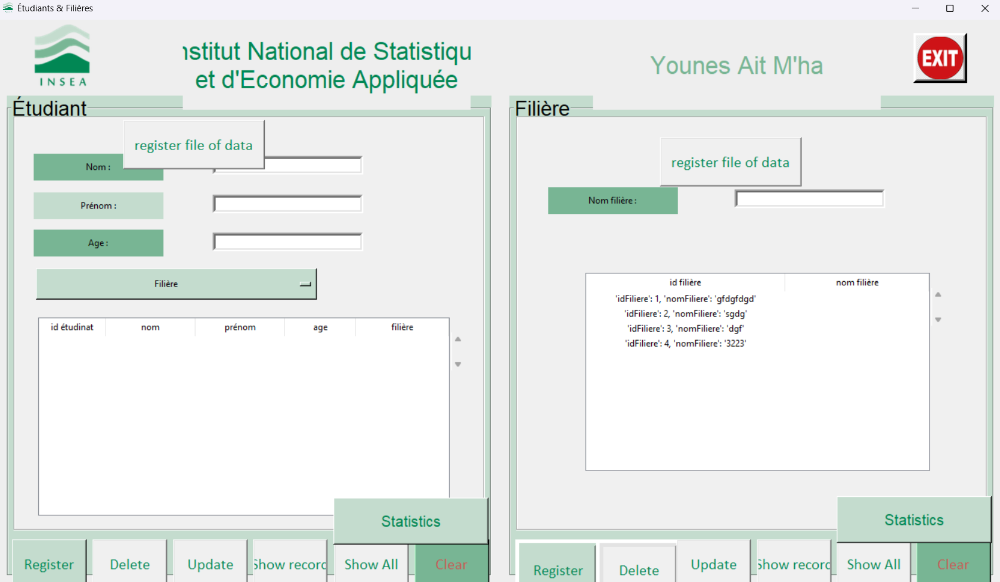 Étudiants & Filières
INSEA
nstitut National de Statistiqu
et d'Economie Appliquée
Younes Ait M'ha
EXIT
Étudiant
register file of data
Nom :
Prénom :
Age :
Filière
id étudinat nom prénom age filière
Statistics
Register Delete Update Show record Show All Clear
Filière
register file of data
Nom filière :
id filière nom filière
'idFiliere': 1, 'nomFiliere': 'gfdgfdgd'
'idFiliere': 2, 'nomFiliere': 'sgdg'
'idFiliere': 3, 'nomFiliere': 'dgf'
'idFiliere': 4, 'nomFiliere': '3223'
Statistics
Register Delete Update Show record Show All Clear